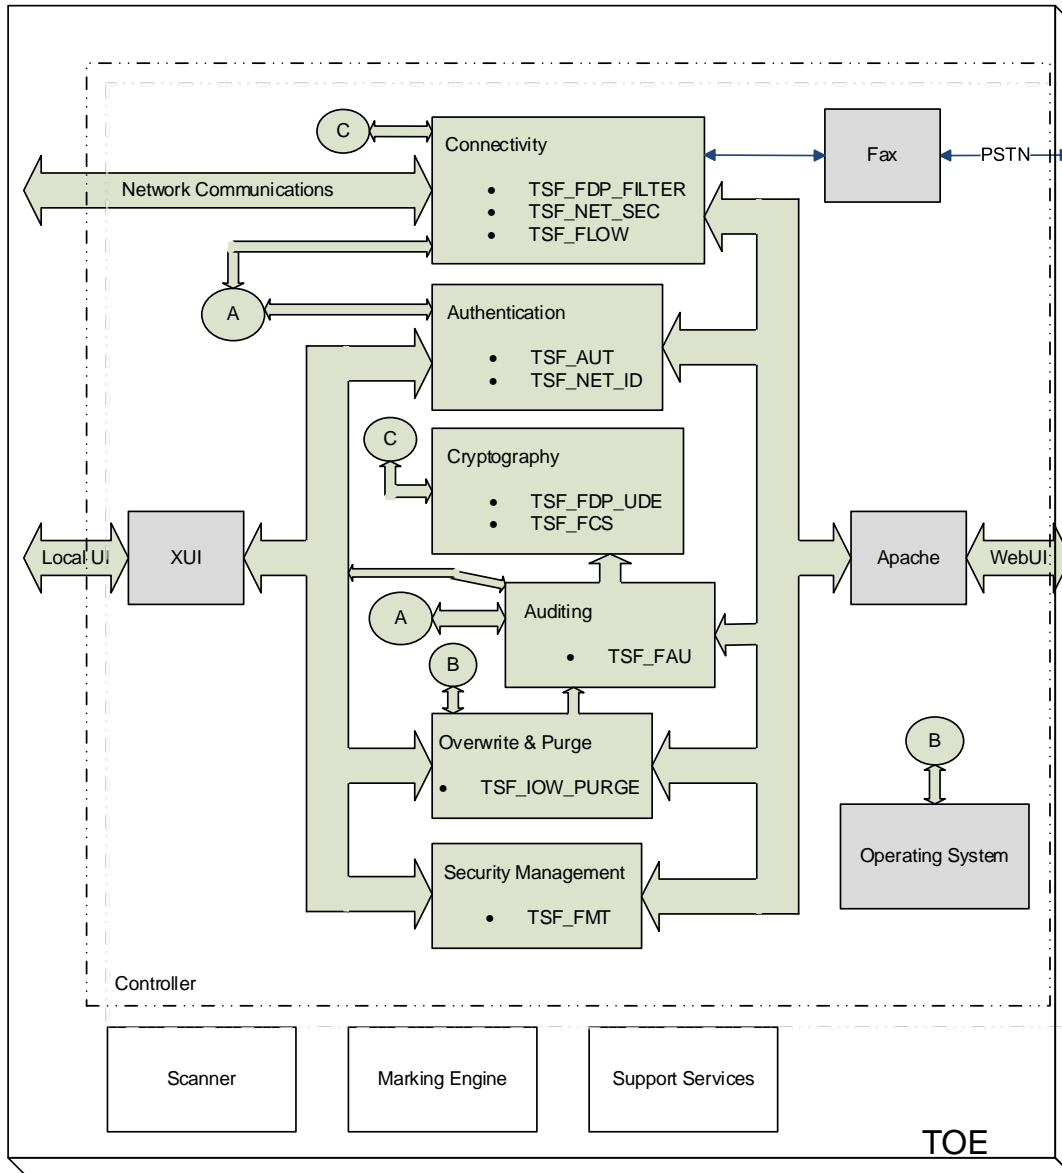 C
Connectivity
• TSF_FDP_FILTER
• TSF_NET_SEC
• TSF_FLOW
Fax
PSTN
Network Communications
A
Authentication
• TSF_AUT
• TSF_NET_ID
C
Cryptography
• TSF_FDP_UDE
• TSF_FCS
Local UI
XUI
Apache
WebUI
A
Auditing
• TSF_FAU
B
Overwrite & Purge
• TSF_IOW_PURGE
B
Operating System
Security Management
• TSF_FMT
Controller
Scanner
Marking Engine
Support Services
TOE